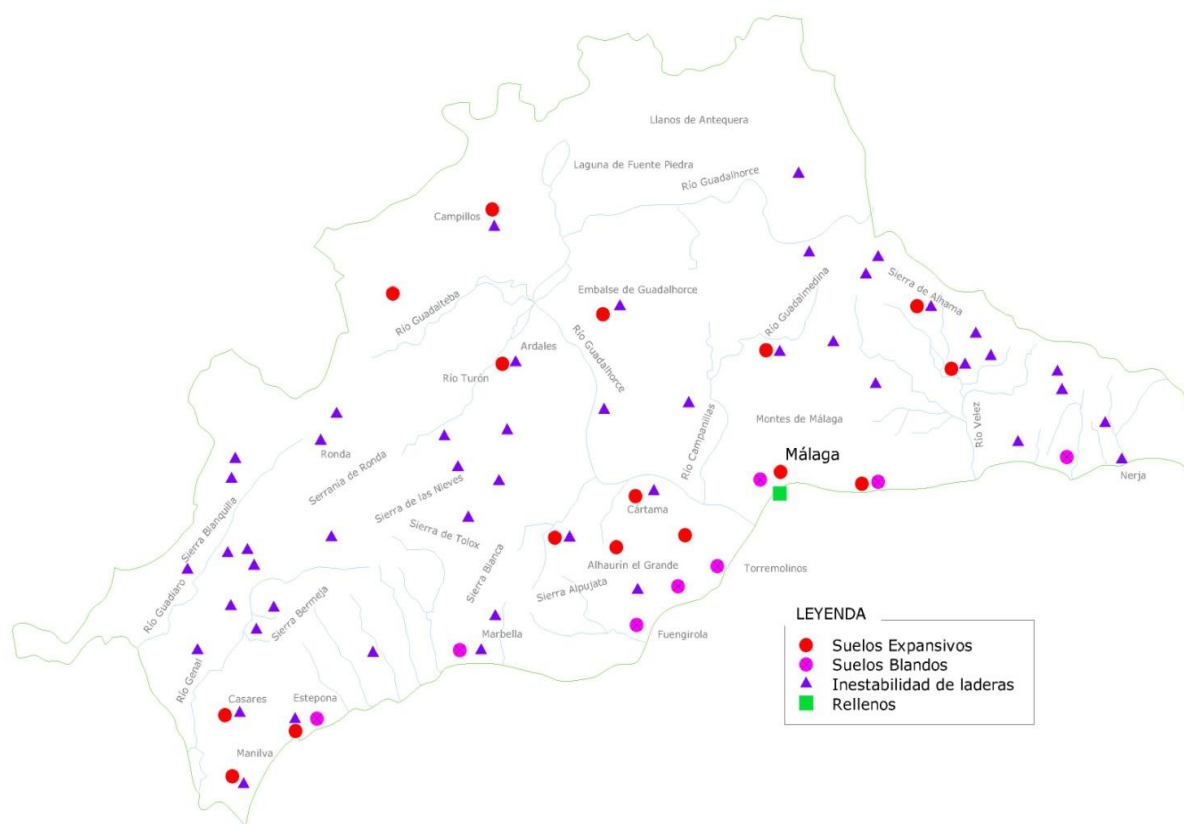 Llanos de Antequera
Laguna de Fuente Piedra
Río Guadalhorce
Campillos
Río Guadalteba
Embalse de Guadalhorce
Río Guadalmedina
Sierra de Alhama
Río Guadalhorce
Ardales
Río Turón
Montes de Málaga
Río Velez
Río Campanillas
Ronda
Serranía de Ronda
Málaga
Sierra de las Nieves
Nerja
Sierra Blanquilla
Cártama
Sierra de Tolox
Alhaurín el Grande
Torremolinos
Sierra Blanca
Sierra Alpujata
Río Guadiaro
Sierra Bermeja
Marbella
Fuengirola
Río Genal
Casares
Estepona
Manilva
LEYENDA
Suelos Expansivos
Suelos Blandos
Inestabilidad de laderas
Rellenos